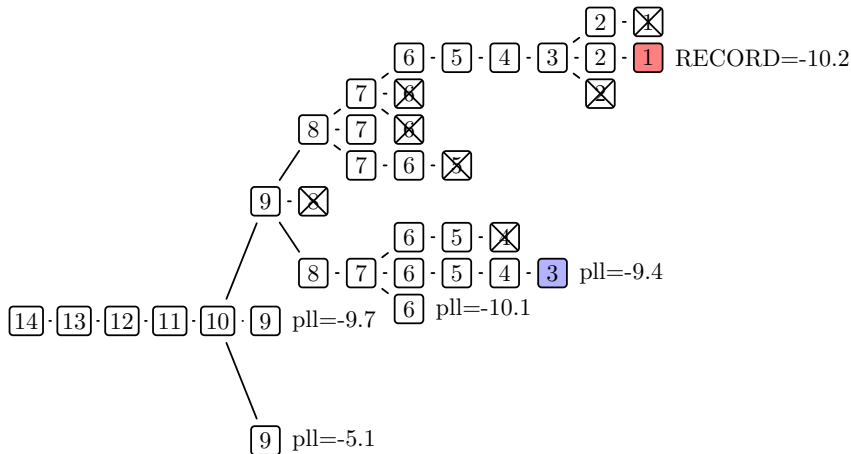 2 1
6 5 4 3 2 1 RECORD=-10.2
7 6 2
8 7 6
7 6 5
9 8
6 5 4
8 7 6 5 4 3 pll=-9.4
6 pll=-10.1
14 13 12 11 10 9 pll=-9.7
9 pll=-5.1